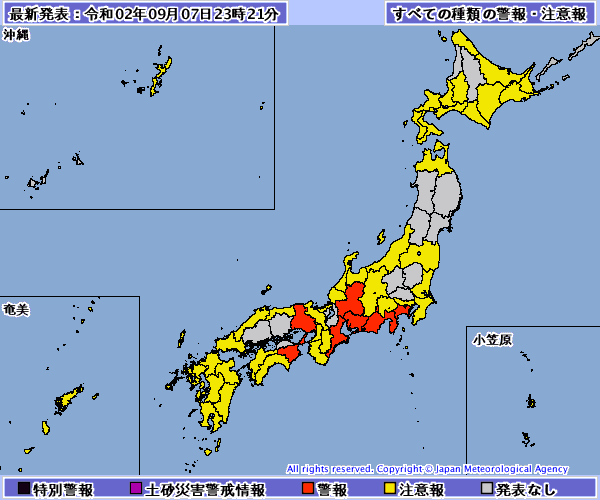 最新発表：令和02年09月07日23時21分
すべての種類の警報・注意報
沖縄
奄美
小笠原
All rights reserved. Copyright © Japan Meteorological Agency
特別警報 土砂災害警戒情報 警報 注意報 発表なし